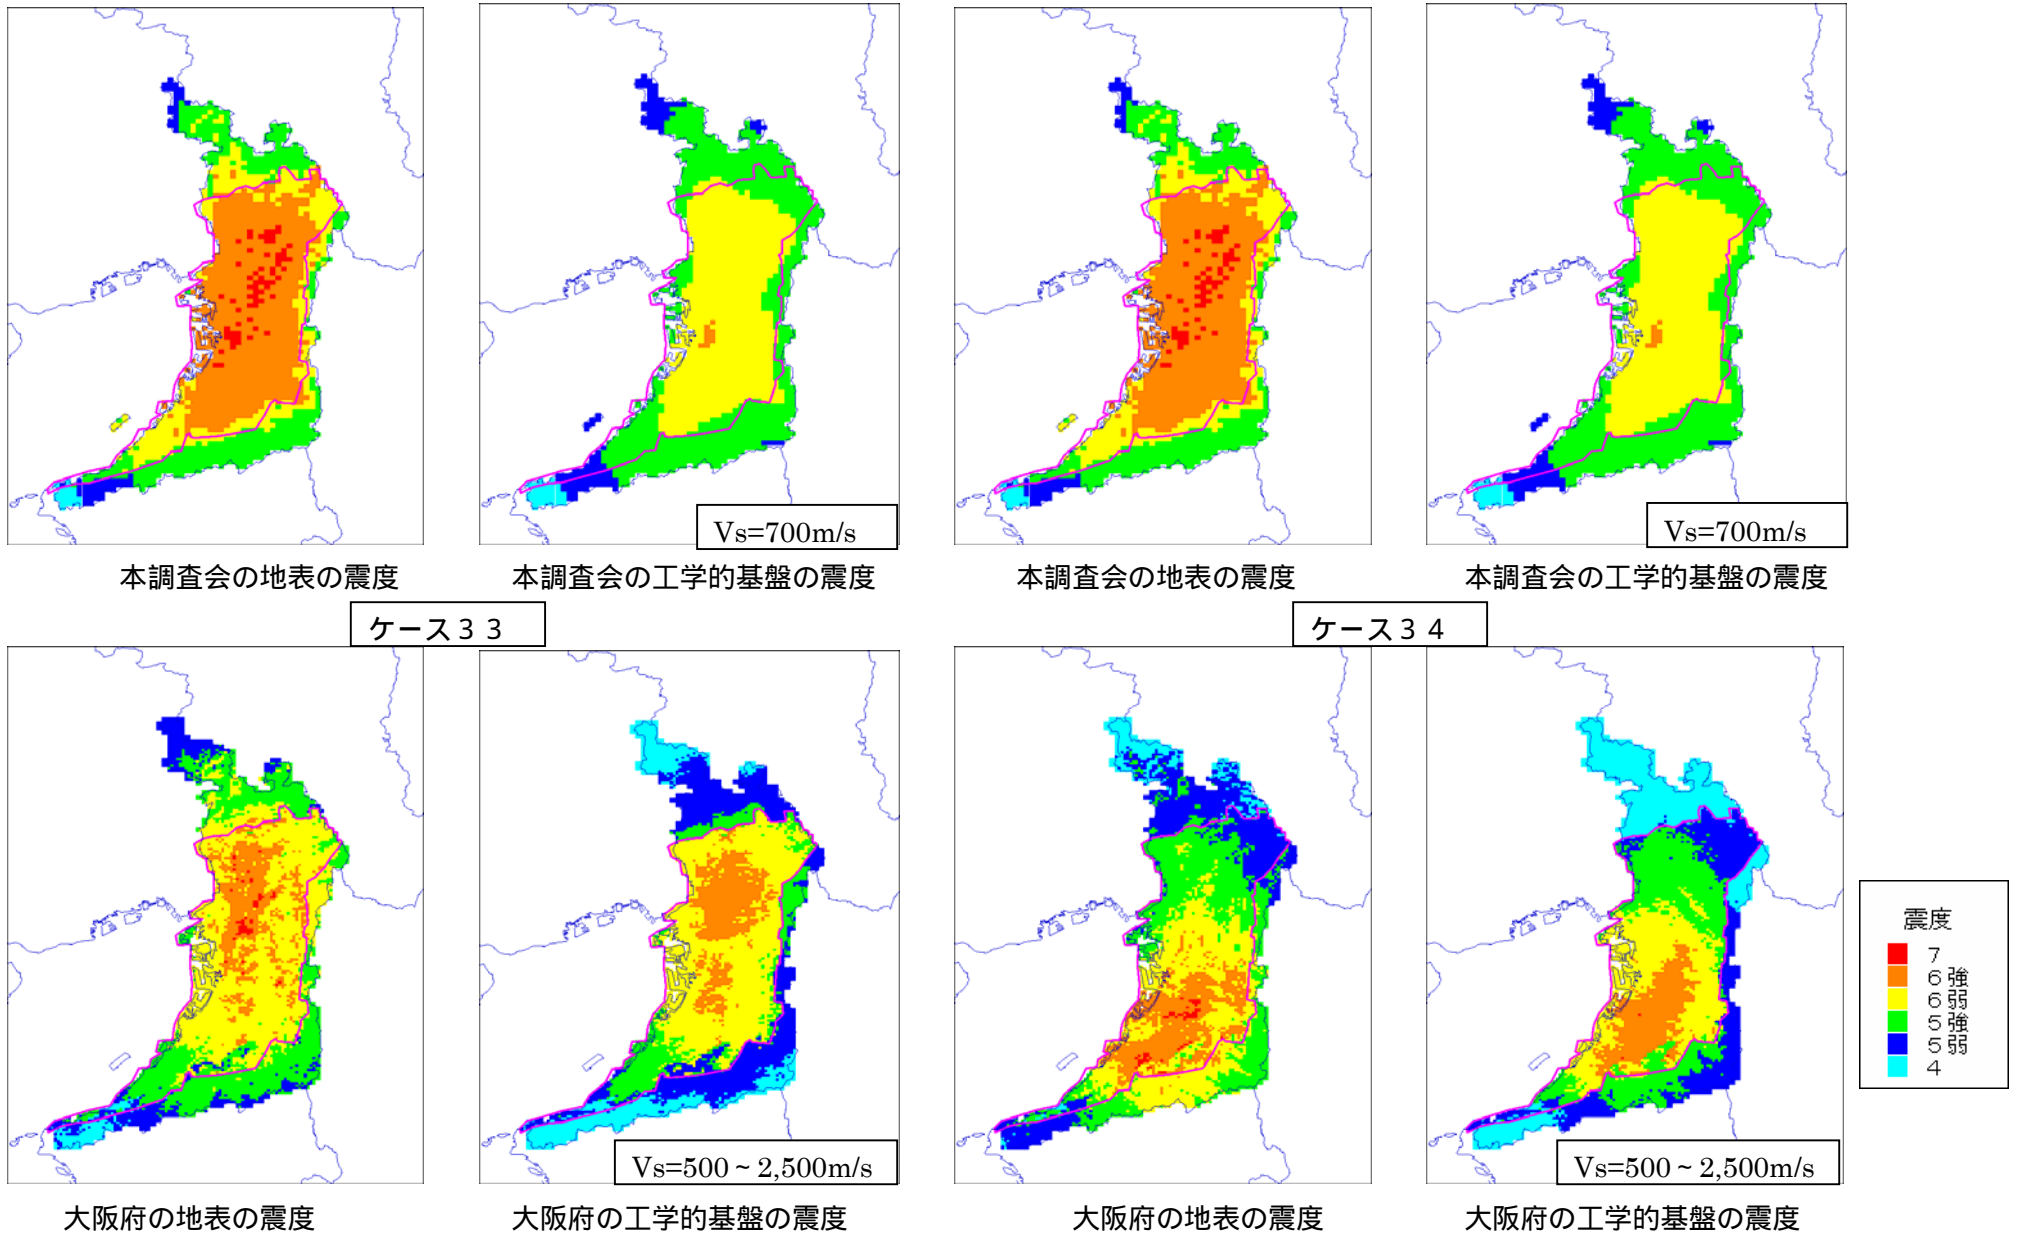 Vs=700m/s
Vs=700m/s
本調査会の地表の震度
本調査会の工学的基盤の震度
本調査会の地表の震度
本調査会の工学的基盤の震度
ケース33
ケース34
震度
7
6強
6弱
5強
5弱
4
Vs=500~2,500m/s
Vs=500~2,500m/s
大阪府の地表の震度
大阪府の工学的基盤の震度
大阪府の地表の震度
大阪府の工学的基盤の震度